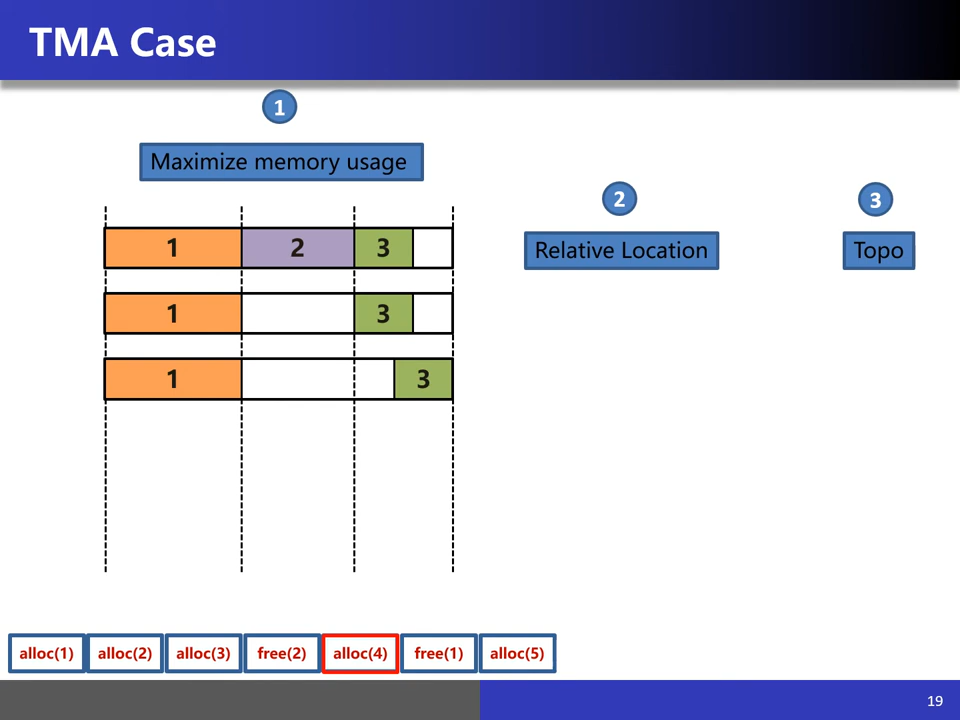 TMA Case
1
Maximize memory usage
2
3
Relative Location
Topo
1 2 3
1 3
1 3
alloc(1) alloc(2) alloc(3) free(2) alloc(4) free(1) alloc(5)
19